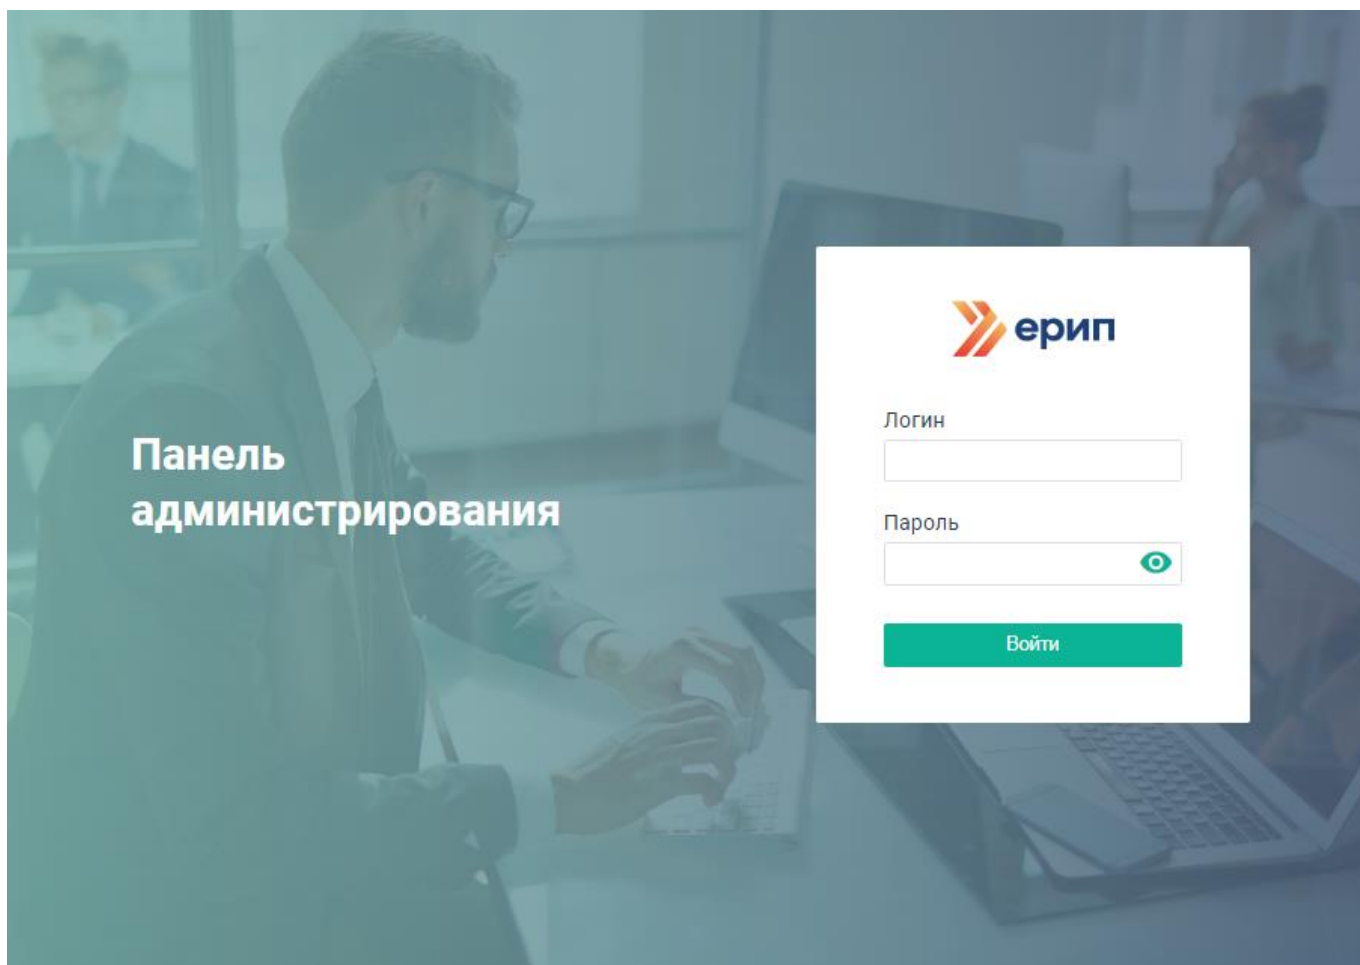 Панель
администрирования
ерип
Логин
Пароль
Войти